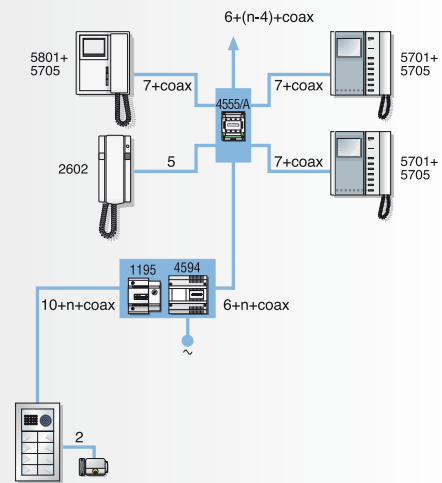 6+(n-4)+coax
5801+
5705
7+coax
4555/A
7+coax
5701+
5705
2602
5
7+coax
5701+
5705
1195
4594
10+n+coax
6+n+coax
~
2